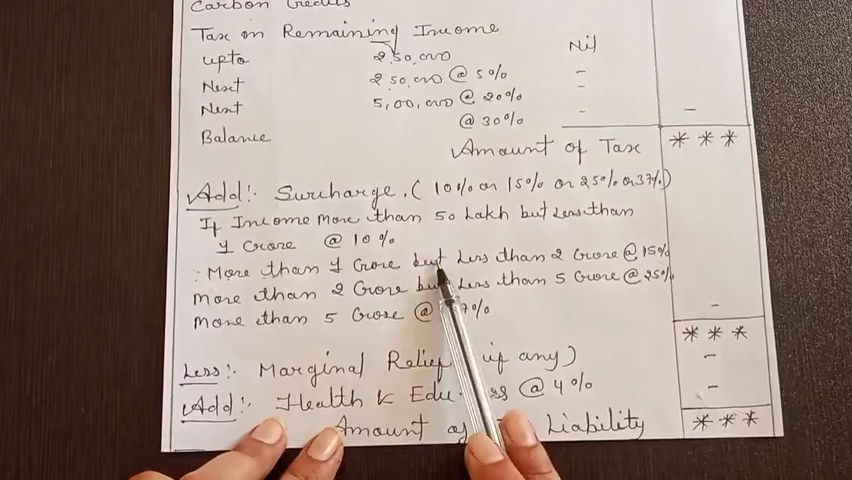 Carbon Credits
Tax on Remaining Income
upto 2,50,000 Nil
Next 2,50,000 @ 5% -
Next 5,00,000 @ 20% -
Balance @ 30% - -
Amount of Tax ***
Add:- Surcharge. (10% or 15% or 25% or 37%)
If Income more than 50 Lakh but Less than
1 Crore @ 10%
More than 1 Crore but Less than 2 Crore @ 15%
More than 2 Crore but Less than 5 Crore @ 25%
More than 5 Crore @ 7% -
***
Less:- Marginal Relief if any) -
Add:- Health & Edu. @ 4% -
Amount Liability ***